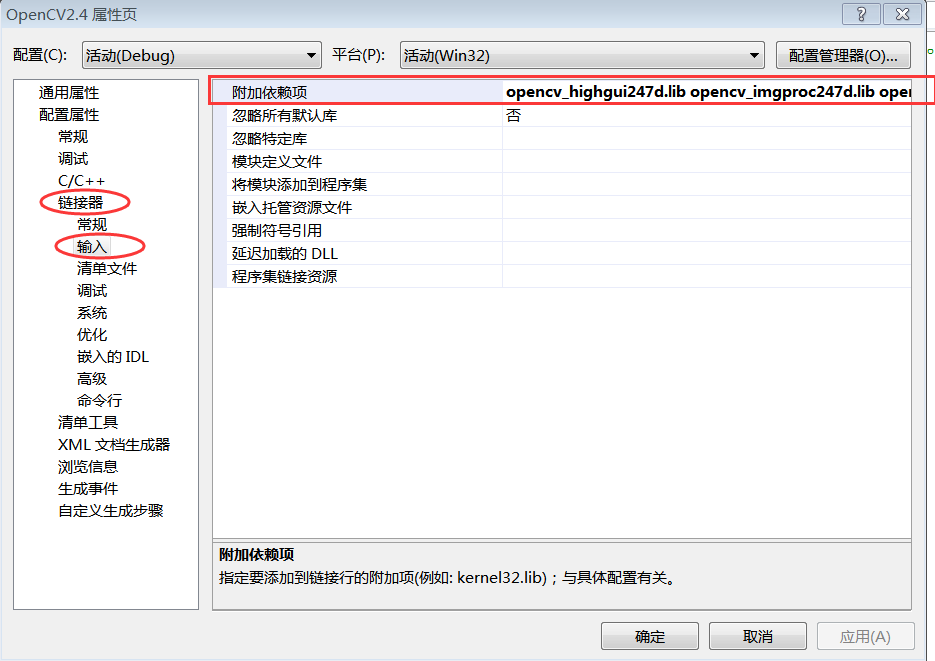 OpenCV2.4 属性页
配置(C): 活动(Debug) 平台(P): 活动(Win32) 配置管理器(O)...
通用属性
配置属性
常规
调试
C/C++
链接器
常规
输入
清单文件
调试
系统
优化
嵌入的 IDL
高级
命令行
清单工具
XML 文档生成器
浏览信息
生成事件
自定义生成步骤
附加依赖项 opencv_highgui247d.lib opencv_imgproc247d.lib open
忽略所有默认库 否
忽略特定库
模块定义文件
将模块添加到程序集
嵌入托管资源文件
强制符号引用
延迟加载的 DLL
程序集链接资源
附加依赖项
指定要添加到链接行的附加项(例如: kernel32.lib)；与具体配置有关。
确定 取消 应用(A)